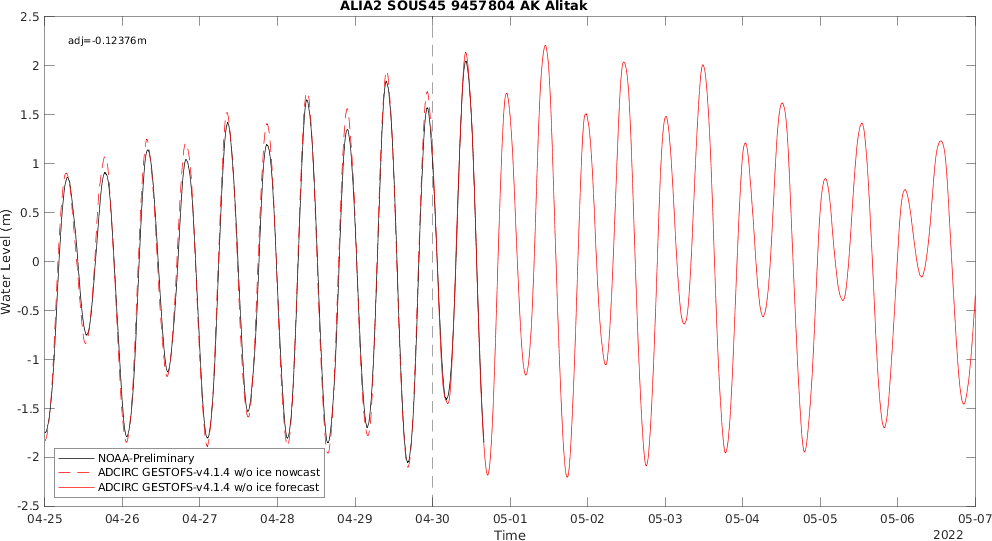 ALIA2 SOUS45 9457804 AK Alitak
adj=-0.12376m
2.5
2
1.5
1
0.5
0
-0.5
-1
-1.5
-2
-2.5
Water Level (m)
NOAA-Preliminary
ADCIRC GESTOFS-v4.1.4 w/o ice nowcast
ADCIRC GESTOFS-v4.1.4 w/o ice forecast
04-25 04-26 04-27 04-28 04-29 04-30 05-01 05-02 05-03 05-04 05-05 05-06 05-07
Time
2022